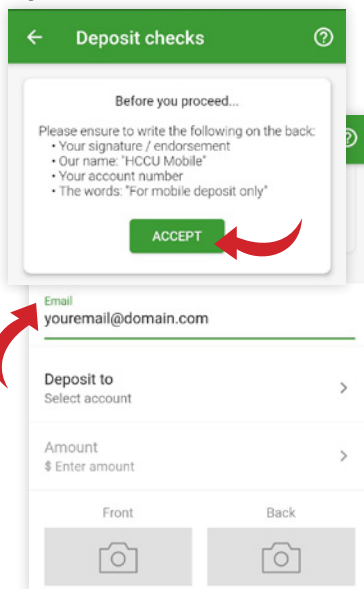 Deposit checks
Before you proceed...
Please ensure to write the following on the back:
• Your signature / endorsement
• Our name: "HCCU Mobile"
• Your account number
• The words: "For mobile deposit only"
ACCEPT
Email
youremail@domain.com
Deposit to
Select account
Amount
$ Enter amount
Front Back